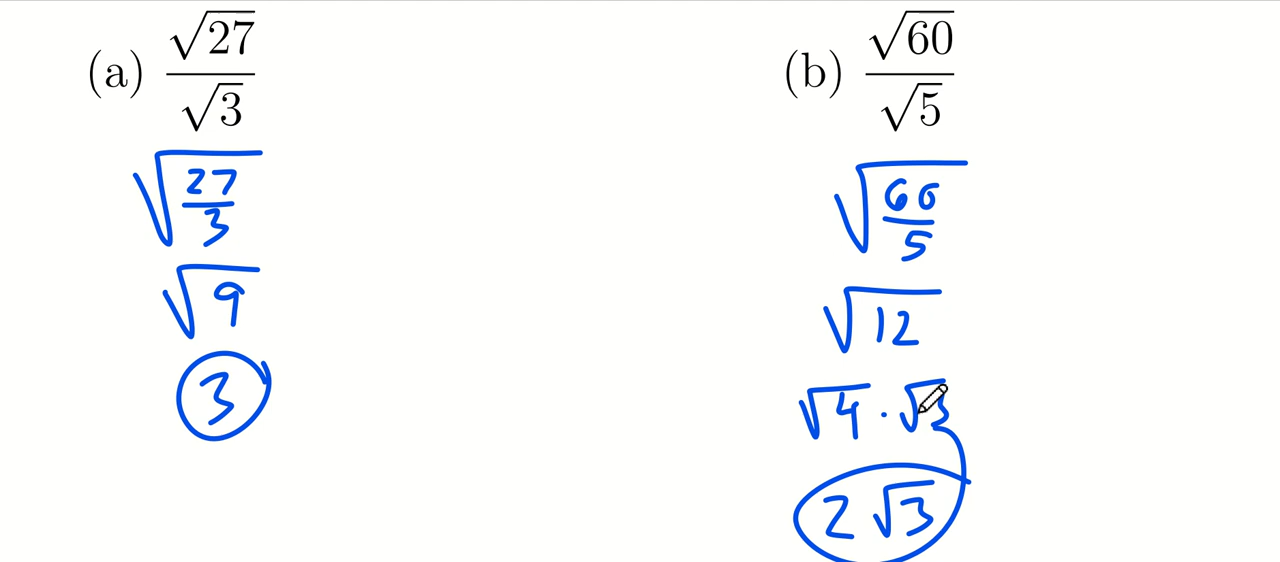 (a) √27/√3
√27/3
√9
3
(b) √60/√5
√60/5
√12
√4 · √3
2√3